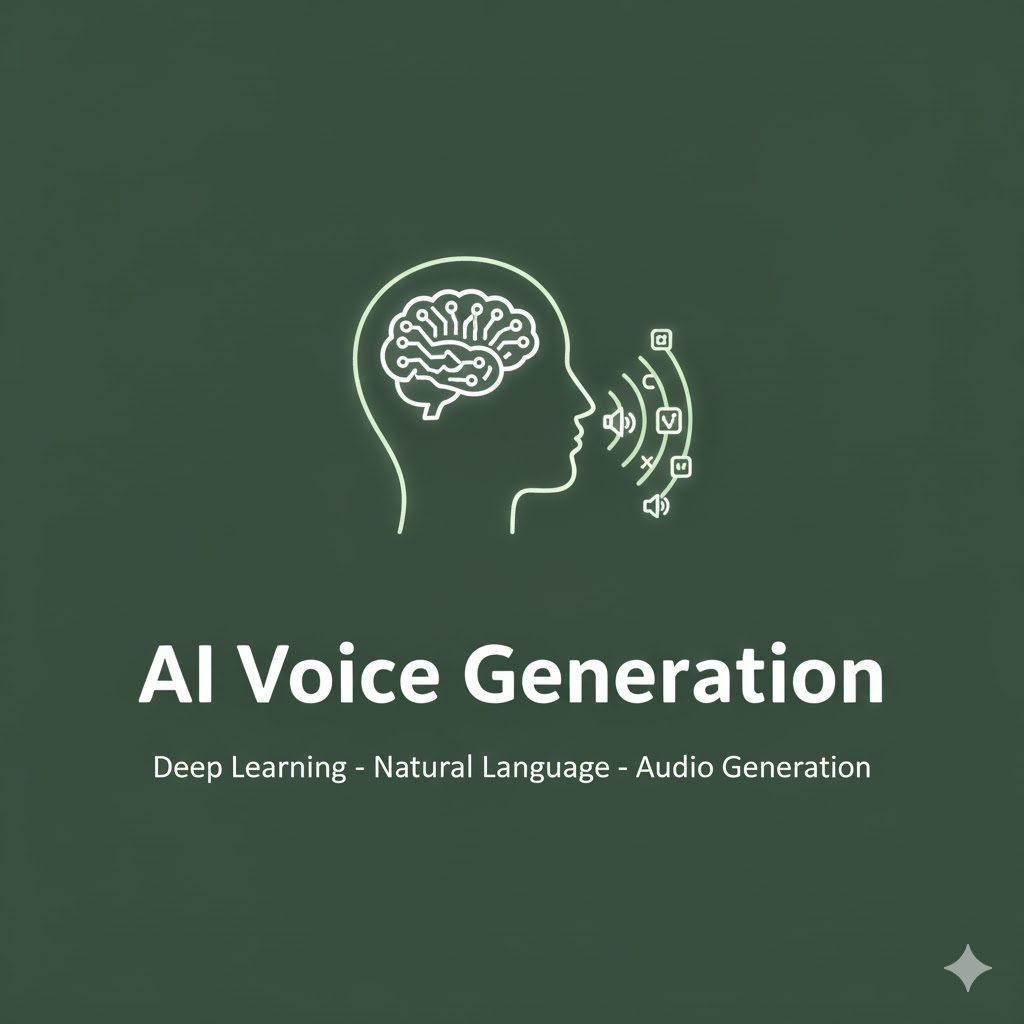 AI Voice Generation
Deep Learning - Natural Language - Audio Generation